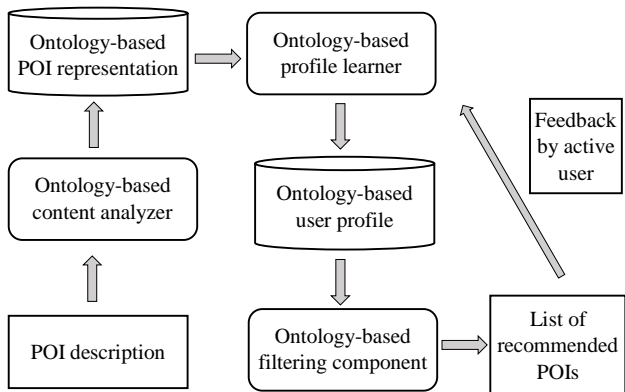 Ontology-based
POI representation
Ontology-based
profile learner
Feedback
by active
user
Ontology-based
content analyzer
Ontology-based
user profile
POI description
Ontology-based
filtering component
List of
recommended
POIs